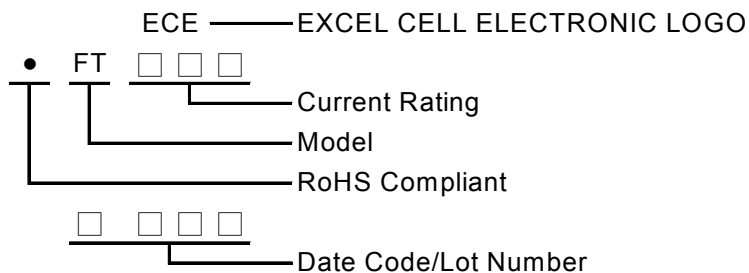 ECE EXCEL CELL ELECTRONIC LOGO
● FT □ □ □
Current Rating
Model
RoHS Compliant
□ □ □ □
Date Code/Lot Number